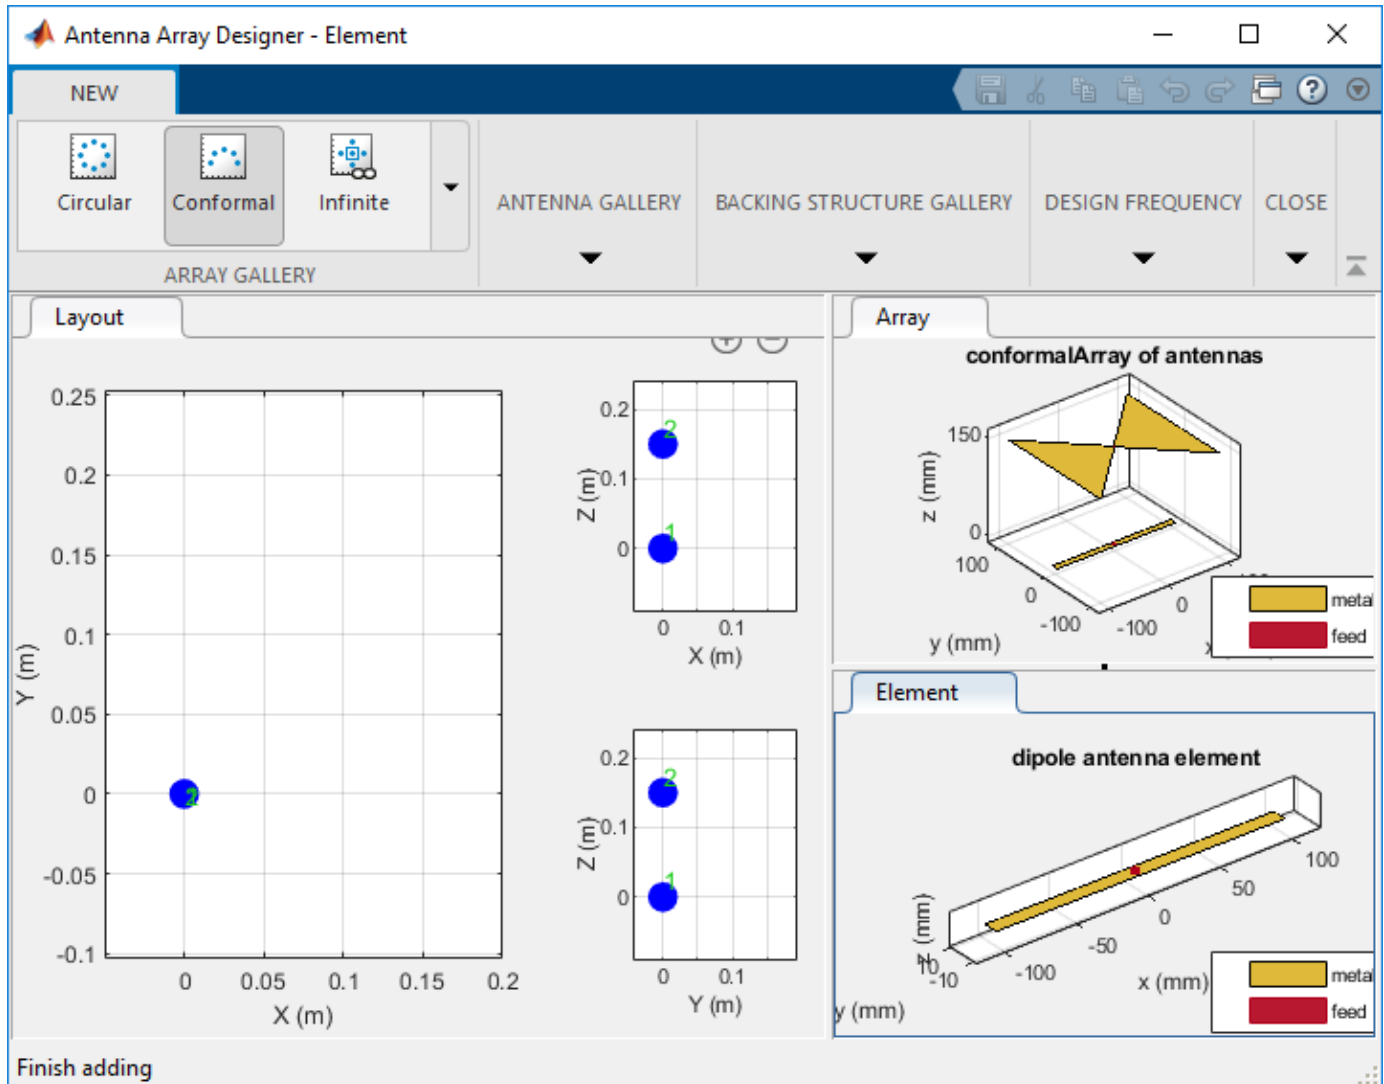 Antenna Array Designer - Element
NEW
Circular
Conformal
Infinite
ARRAY GALLERY
ANTENNA GALLERY
BACKING STRUCTURE GALLERY
DESIGN FREQUENCY
CLOSE
Layout
0.25
0.2
0.15
0.1
0.05
0
-0.05
-0.1
Y (m)
0 0.05 0.1 0.15 0.2
X (m)
2
0.2
0.1
0
Z (m)
2
1
0 0.1
X (m)
0.2
0.1
0
Z (m)
2
1
0 0.1
Y (m)
Array
conformalArray of antennas
150
0
z (mm)
100
0
-100
y (mm)
-100
0
metal
feed
Element
dipole antenna element
z (mm)
10
-10
y (mm)
-100
-50
0
50
100
x (mm)
metal
feed
Finish adding